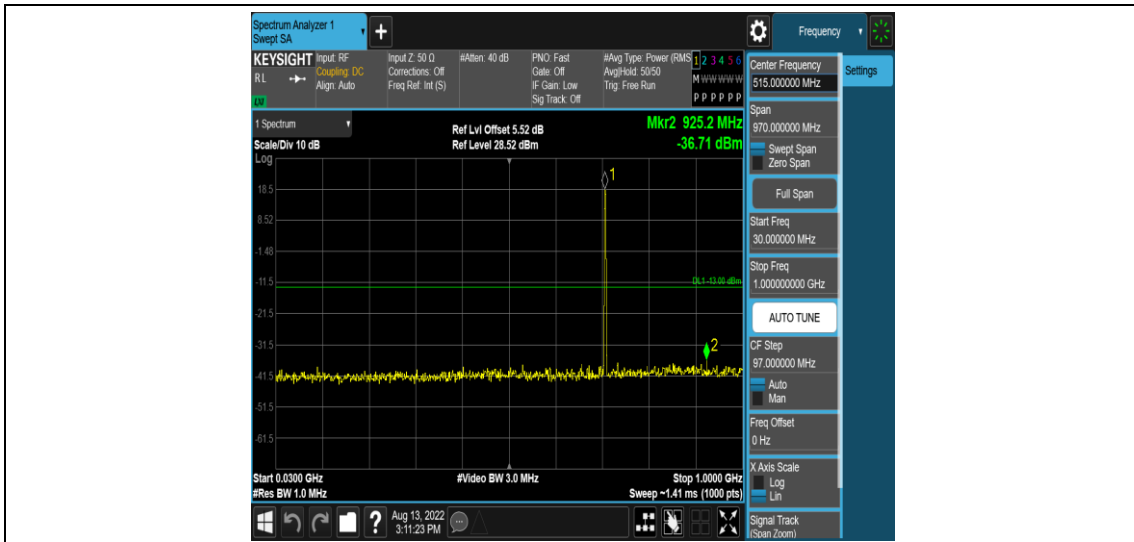 Spectrum Analyzer 1
Swept SA
+
Frequency
KEYSIGHT
RL
LXI
Input: RF
Coupling: DC
Align: Auto
Input Z: 50 Ω
Corrections: Off
Freq Ref: Int (S)
#Atten: 40 dB
PNO: Fast
Gate: Off
IF Gain: Low
Sig Track: Off
#Avg Type: Power (RMS
Avg|Hold: 50/50
Trig: Free Run
1 2 3 4 5 6
M W W W W W
P P P P P P
1 Spectrum
Scale/Div 10 dB
Ref Lvl Offset 5.52 dB
Ref Level 28.52 dBm
Mkr2 925.2 MHz
-36.71 dBm
Log
18.5
8.52
-1.48
-11.5
-21.5
-31.5
-41.5
-51.5
-61.5
1
DL1 -13.00 dBm
2
Start 0.0300 GHz
#Res BW 1.0 MHz
#Video BW 3.0 MHz
Stop 1.0000 GHz
Sweep ~1.41 ms (1000 pts)
?
Aug 13, 2022
3:11:23 PM
Center Frequency
515.000000 MHz
Settings
Span
970.000000 MHz
Swept Span
Zero Span
Full Span
Start Freq
30.000000 MHz
Stop Freq
1.000000000 GHz
AUTO TUNE
CF Step
97.000000 MHz
Auto
Man
Freq Offset
0 Hz
X Axis Scale
Log
Lin
Signal Track
(Span Zoom)